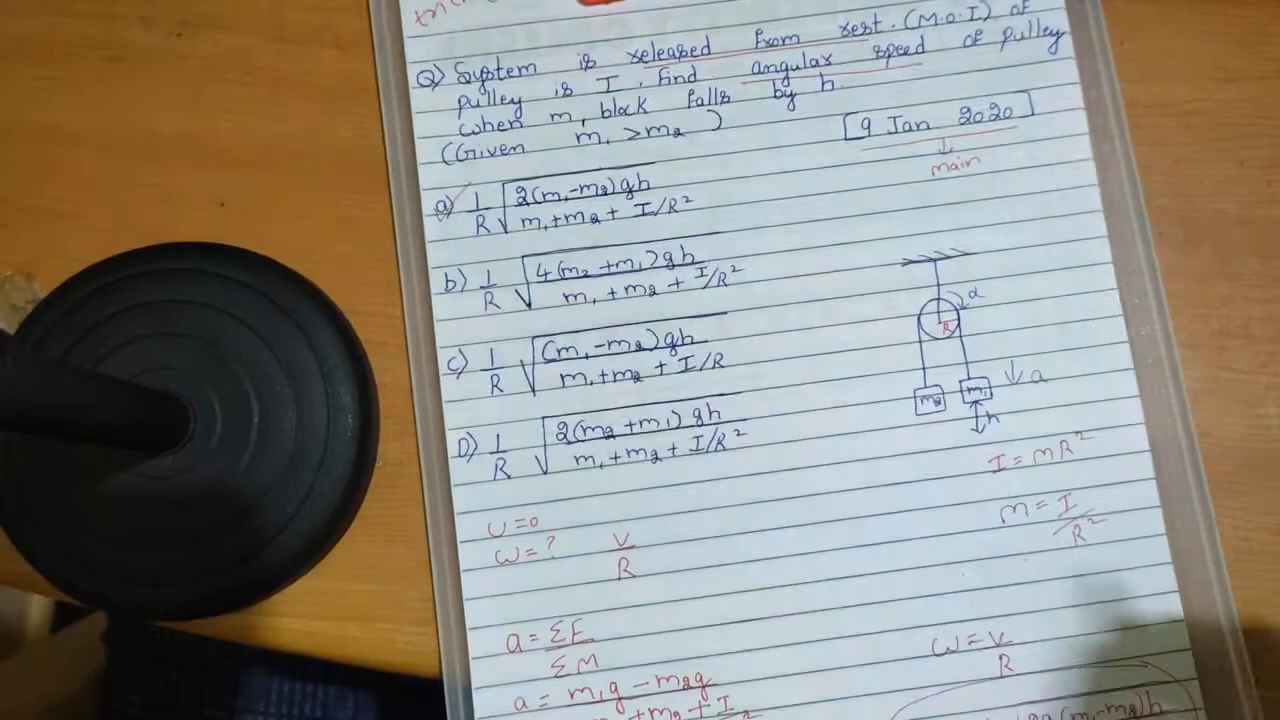 Q) System is released from rest. (M.O.I) of
pulley is I. Find angular speed of pulley
when m₁ block falls by h.
(Given m₁ > m₂ )
[9 Jan 2020]
↓
main
a) 1/R √(2(m₁-m₂)gh / m₁+m₂+ I/R²)
b) 1/R √(4(m₂+m₁)gh / m₁+m₂+ I/R²)
c) 1/R √((m₁-m₂)gh / m₁+m₂ + I/R)
D) 1/R √(2(m₂+m₁)gh / m₁+m₂+ I/R²)
α
R
m₂ m₁ ↓a
h
I = mR²
m = I/R²
u=0
ω=? v/R
a = ΣF/ΣM
ω = v/R
a = m₁g - m₂g
+m₂ + I
(m₁-m₂)h